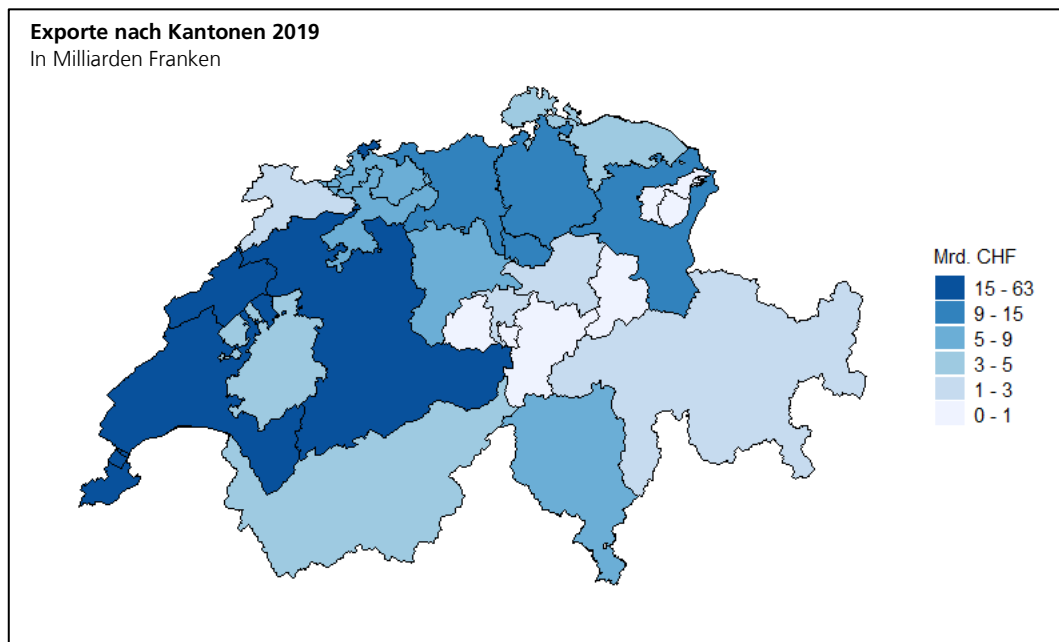 Exporte nach Kantonen 2019
In Milliarden Franken
Mrd. CHF
15 - 63
9 - 15
5 - 9
3 - 5
1 - 3
0 - 1